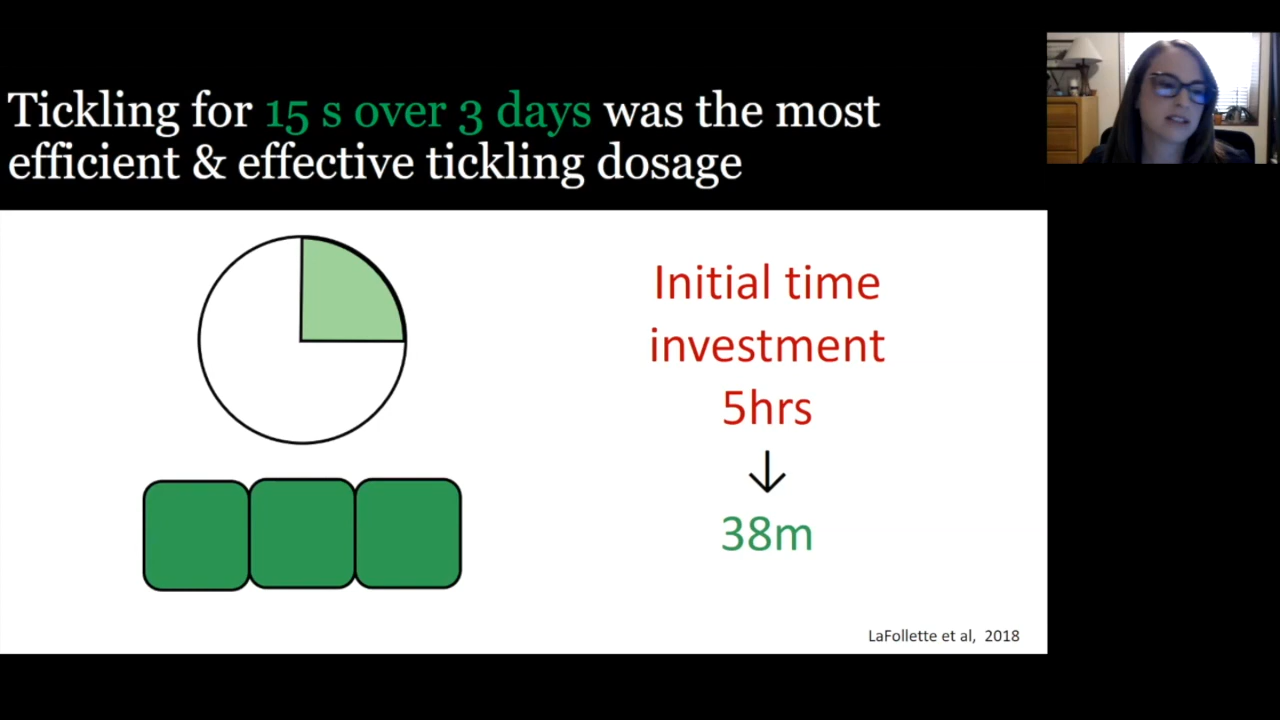 Tickling for 15 s over 3 days was the most
efficient & effective tickling dosage
Initial time
investment
5hrs
38m
LaFollette et al, 2018